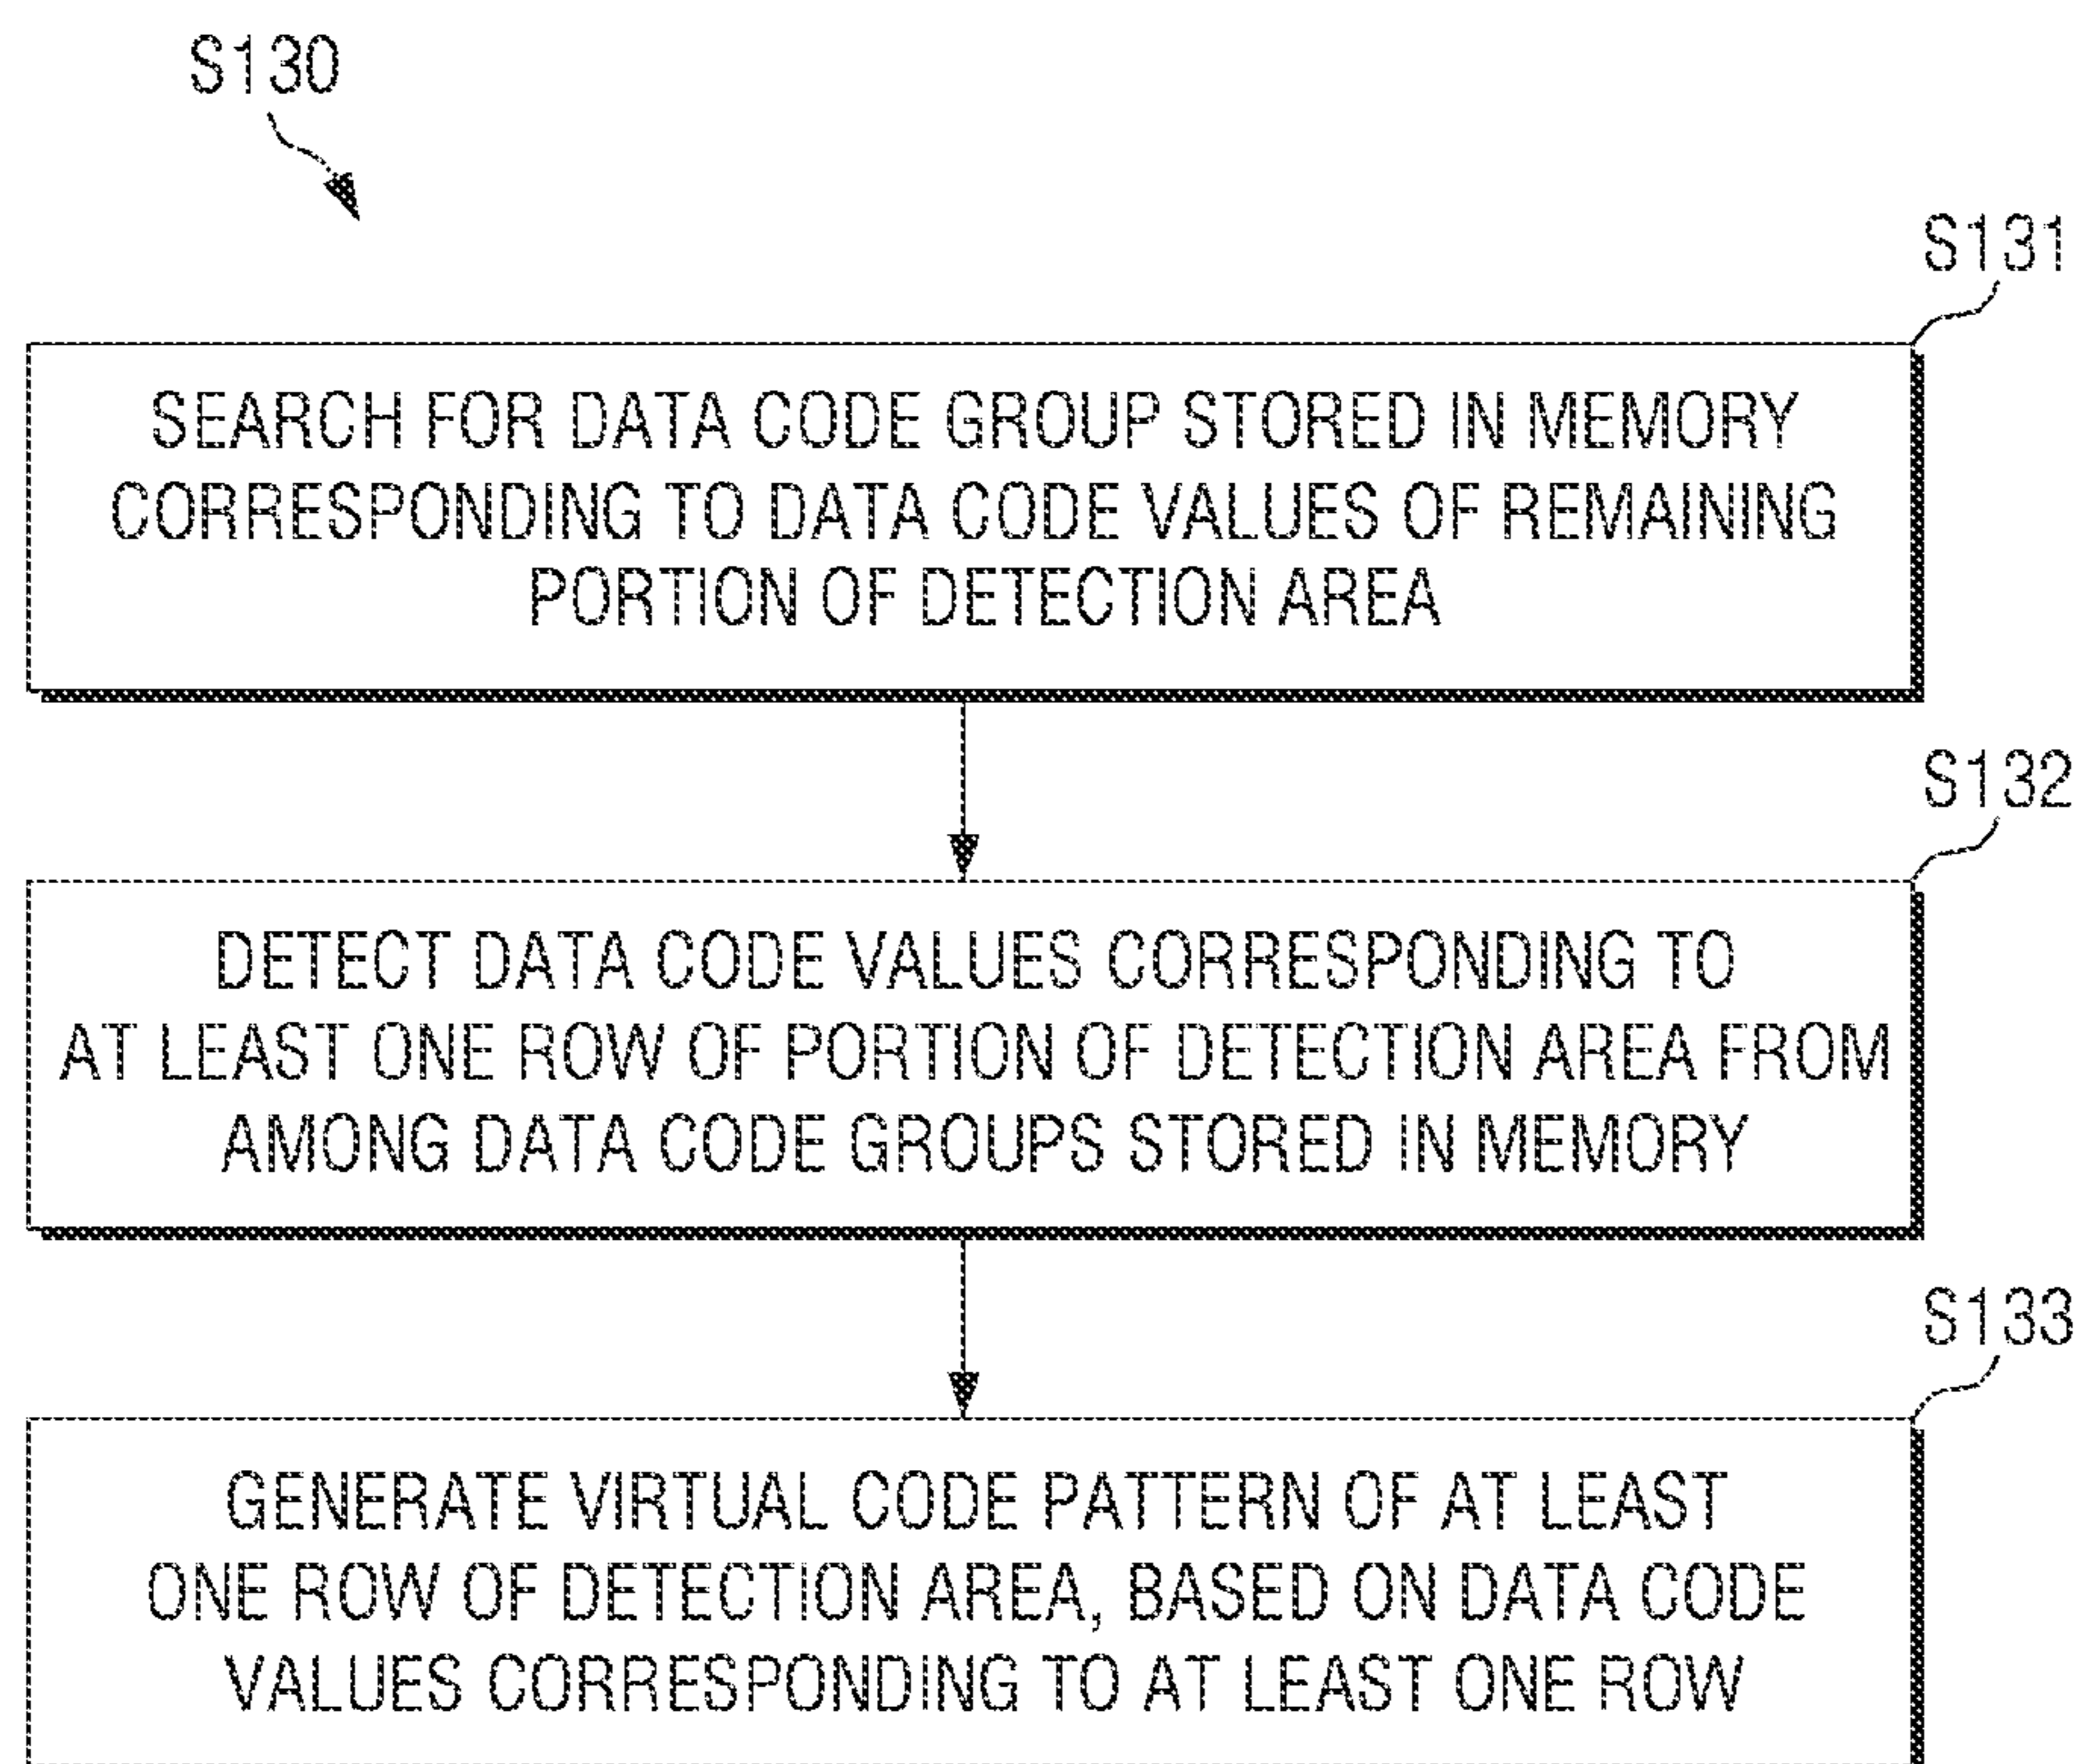 S130
S131
SEARCH FOR DATA CODE GROUP STORED IN MEMORY
CORRESPONDING TO DATA CODE VALUES OF REMAINING
PORTION OF DETECTION AREA
S132
DETECT DATA CODE VALUES CORRESPONDING TO
AT LEAST ONE ROW OF PORTION OF DETECTION AREA FROM
AMONG DATA CODE GROUPS STORED IN MEMORY
S133
GENERATE VIRTUAL CODE PATTERN OF AT LEAST
ONE ROW OF DETECTION AREA, BASED ON DATA CODE
VALUES CORRESPONDING TO AT LEAST ONE ROW